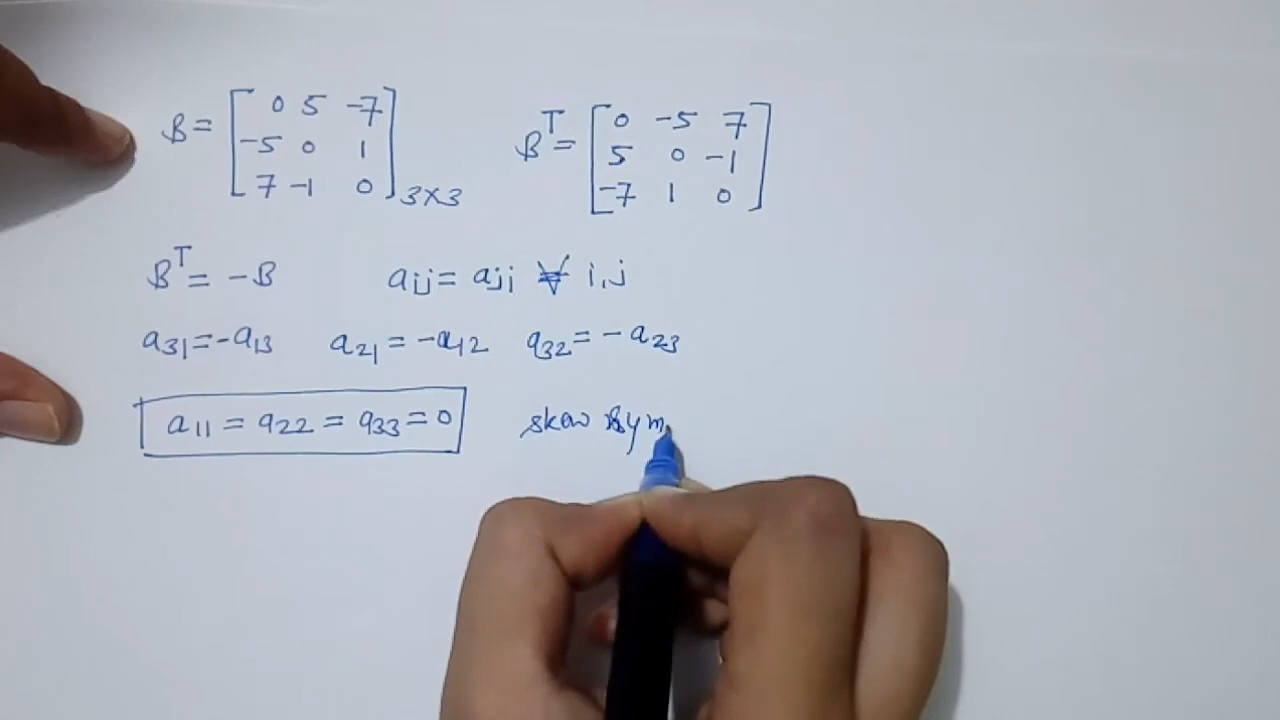 B = [ 0 5 -7 B^T = [ 0 -5 7
-5 0 1 5 0 -1
7 -1 0 ]3×3 -7 1 0 ]
B^T = -B aij = aji ∀ i,j
a31 = -a13 a21 = -a12 a32 = -a23
a11 = a22 = a33 = 0 skew sym